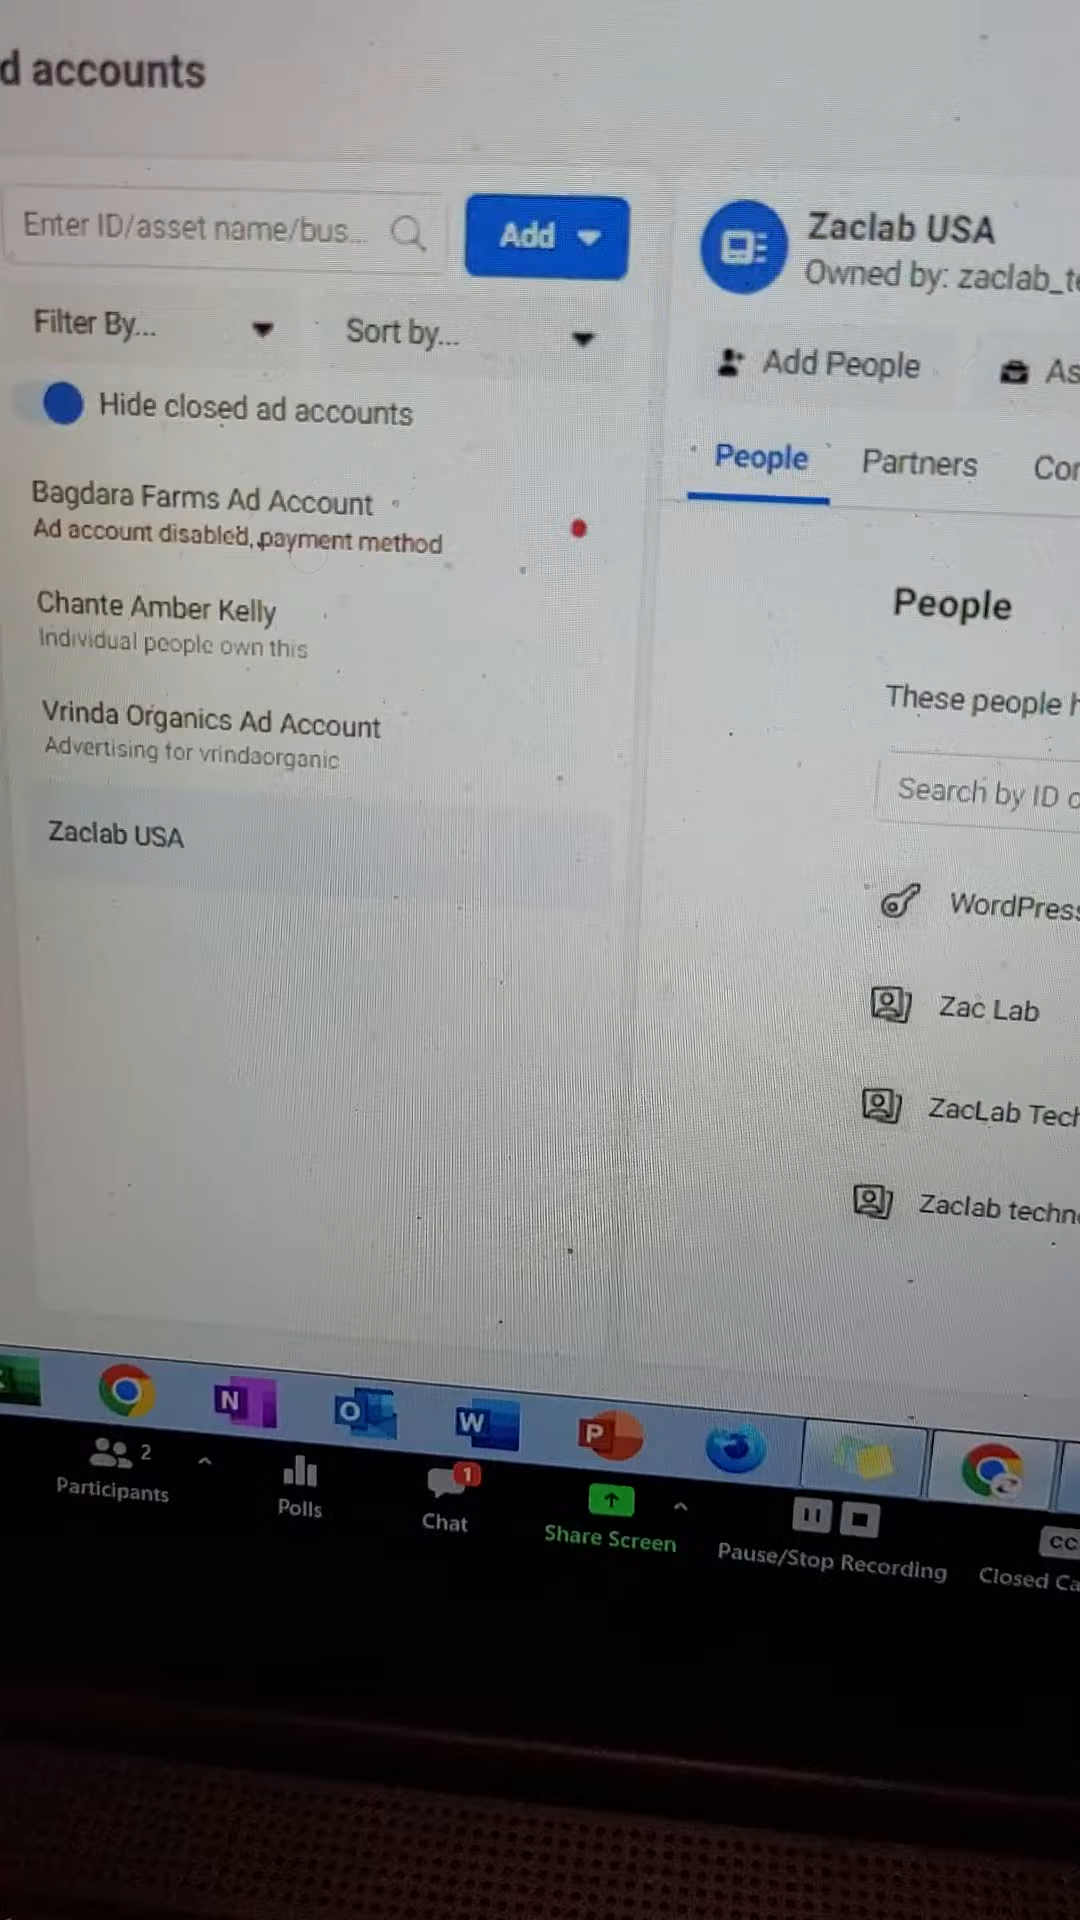 d accounts
Enter ID/asset name/bus...
Add
Filter By...
Sort by...
Hide closed ad accounts
Bagdara Farms Ad Account
Ad account disabled, payment method
Chante Amber Kelly
Individual people own this
Vrinda Organics Ad Account
Advertising for vrindaorganic
Zaclab USA
Zaclab USA
Owned by: zaclab_te
Add People
As
People
Partners
Cor
People
These people h
Search by ID o
WordPress
Zac Lab
ZacLab Tech
Zaclab techno
N
O
W
P
2
Participants
Polls
1
Chat
Share Screen
Pause/Stop Recording
CC
Closed Ca